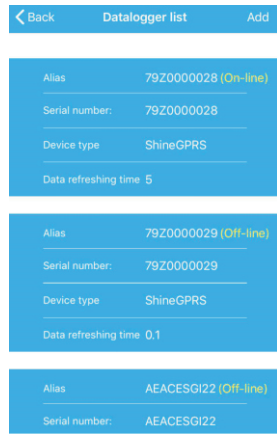 Back Datalogger list Add
Alias 79Z0000028 (On-line)
Serial number: 79Z0000028
Device type ShineGPRS
Data refreshing time 5
Alias 79Z0000029 (Off-line)
Serial number: 79Z0000029
Device type ShineGPRS
Data refreshing time 0.1
Alias AEACESGI22 (Off-line)
Serial number: AEACESGI22